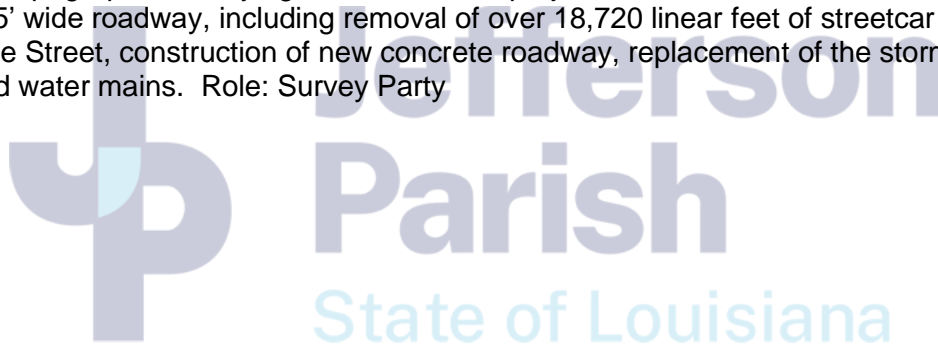 5' wide roadway, including removal of over 18,720 linear feet of streetcar
e Street, construction of new concrete roadway, replacement of the storm
d water mains. Role: Survey Party
Jefferson
Parish
State of Louisiana